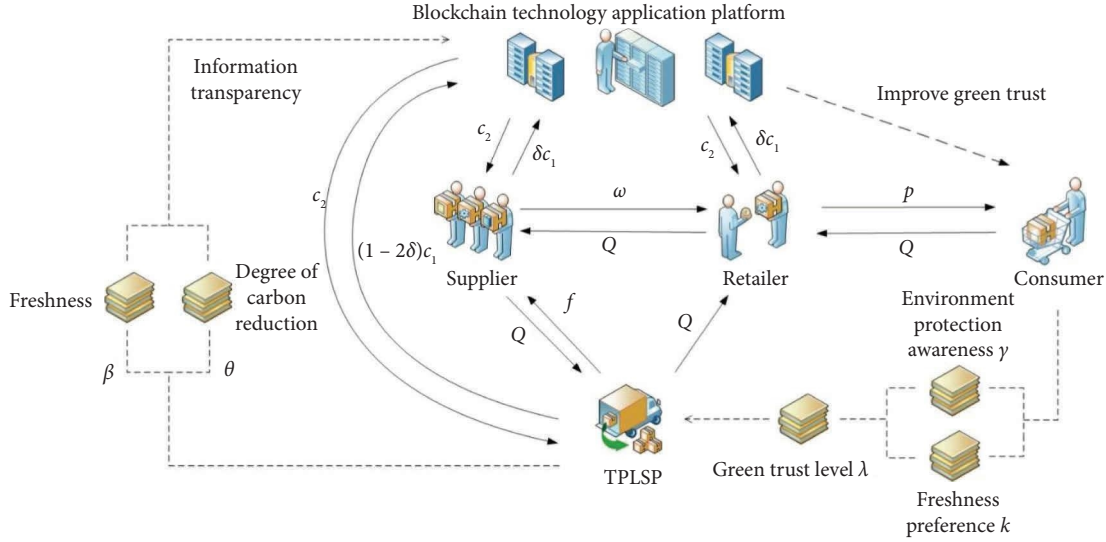 Blockchain technology application platform
Information
transparency
Improve green trust
c₂
δc₁
c₂
δc₁
c₂
(1 – 2δ)c₁
ω
Q
p
Q
Supplier
Retailer
Consumer
Freshness
Degree of
carbon
reduction
β
θ
Q
f
Q
Environment
protection
awareness γ
TPLSP
Green trust level λ
Freshness
preference k